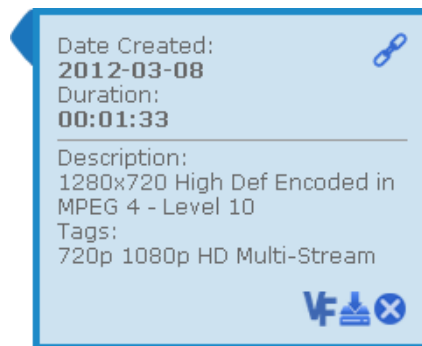 Date Created:
2012-03-08
Duration:
00:01:33
Description:
1280x720 High Def Encoded in
MPEG 4 - Level 10
Tags:
720p 1080p HD Multi-Stream
VF